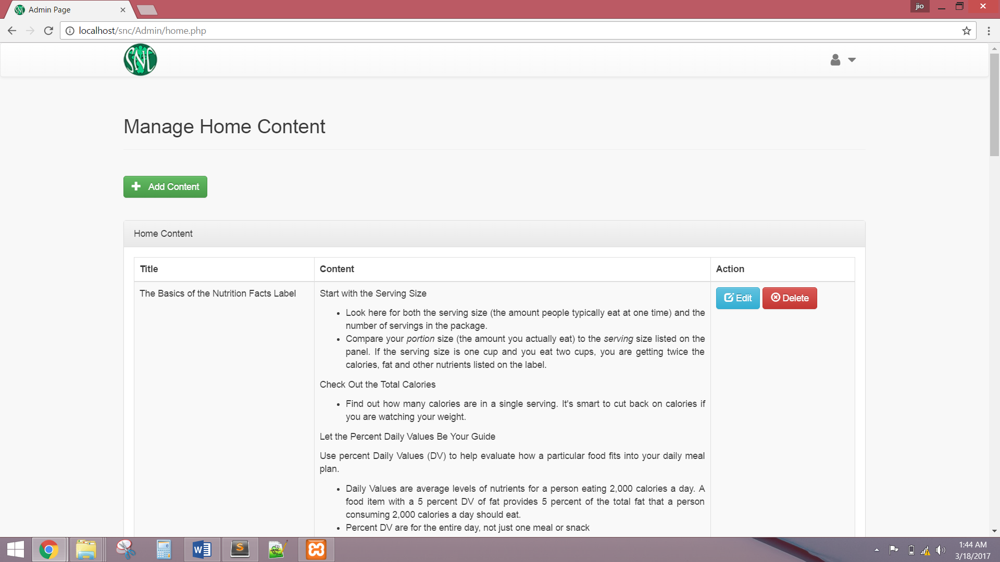 Admin Page
jio
localhost/snc/Admin/home.php
SNC
Manage Home Content
Add Content
Home Content
Title Content Action
The Basics of the Nutrition Facts Label
Start with the Serving Size
Edit Delete
Look here for both the serving size (the amount people typically eat at one time) and the
number of servings in the package.
Compare your portion size (the amount you actually eat) to the serving size listed on the
panel. If the serving size is one cup and you eat two cups, you are getting twice the
calories, fat and other nutrients listed on the label.
Check Out the Total Calories
Find out how many calories are in a single serving. It's smart to cut back on calories if
you are watching your weight.
Let the Percent Daily Values Be Your Guide
Use percent Daily Values (DV) to help evaluate how a particular food fits into your daily meal
plan.
Daily Values are average levels of nutrients for a person eating 2,000 calories a day. A
food item with a 5 percent DV of fat provides 5 percent of the total fat that a person
consuming 2,000 calories a day should eat.
Percent DV are for the entire day, not just one meal or snack
1:44 AM
3/18/2017